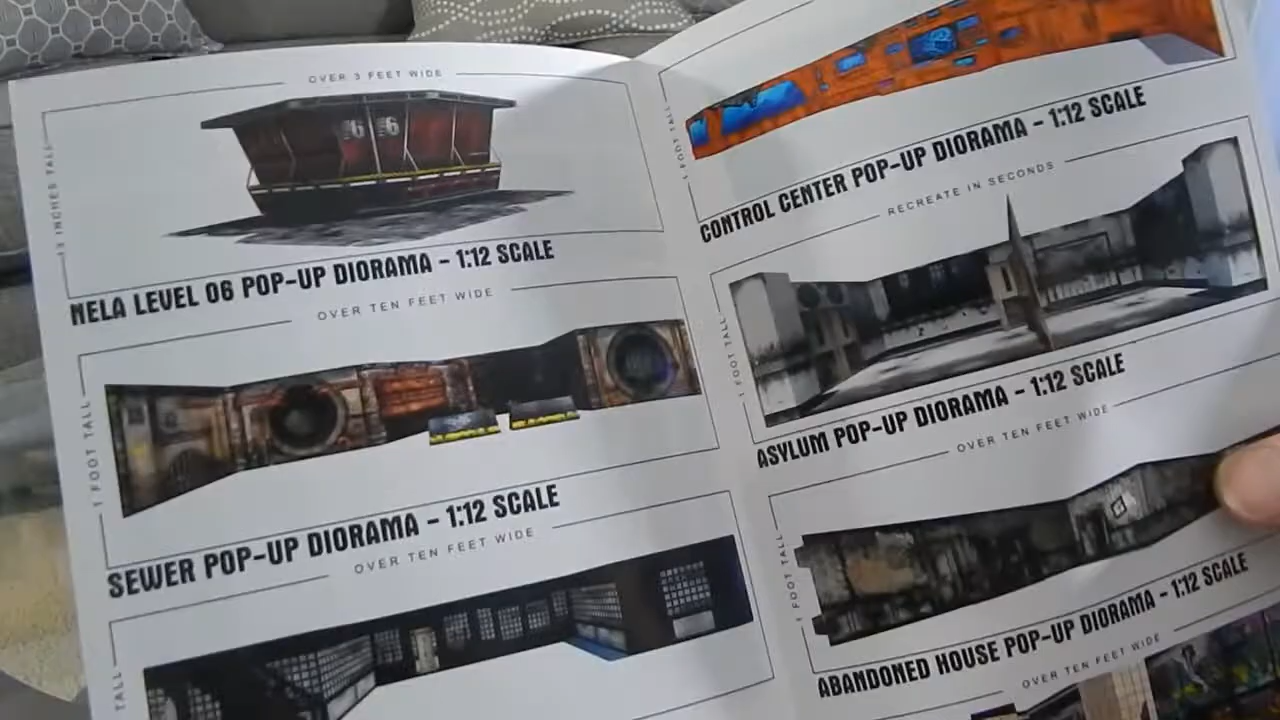 OVER 3 FEET WIDE
13 INCHES TALL
6 6
NELA LEVEL 06 POP-UP DIORAMA – 1:12 SCALE
OVER TEN FEET WIDE
1 FOOT TALL
SEWER POP-UP DIORAMA – 1:12 SCALE
OVER TEN FEET WIDE
TALL
1 FOOT TALL
CONTROL CENTER POP-UP DIORAMA – 1:12 SCALE
RECREATE IN SECONDS
1 FOOT TALL
ASYLUM POP-UP DIORAMA – 1:12 SCALE
OVER TEN FEET WIDE
1 FOOT TALL
ABANDONED HOUSE POP-UP DIORAMA – 1:12 SCALE
OVER TEN FEET WIDE